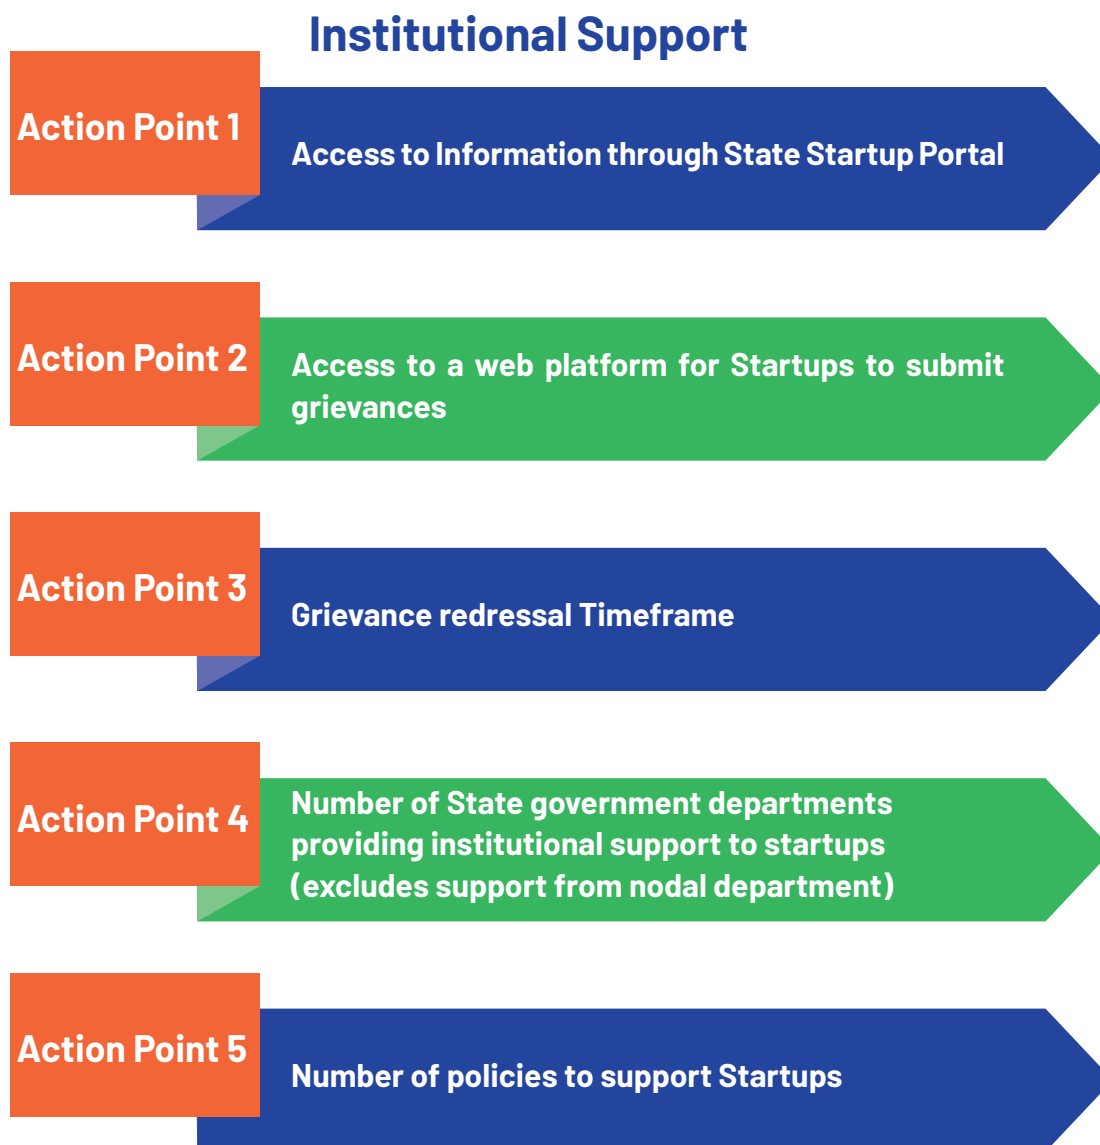 Institutional Support
Action Point 1
Access to Information through State Startup Portal
Action Point 2
Access to a web platform for Startups to submit
grievances
Action Point 3
Grievance redressal Timeframe
Action Point 4
Number of State government departments
providing institutional support to startups
(excludes support from nodal department)
Action Point 5
Number of policies to support Startups